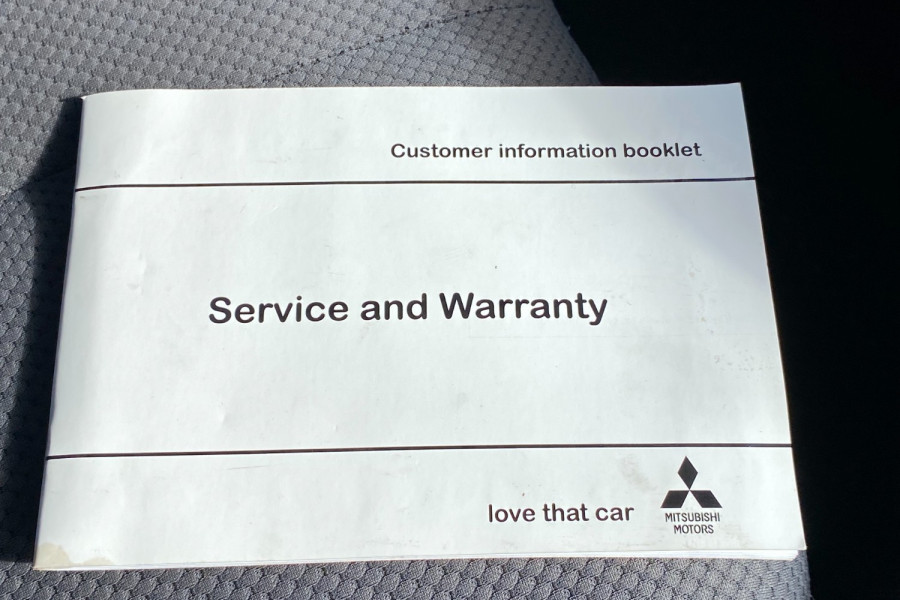 Customer information booklet
Service and Warranty
love that car
MITSUBISHI
MOTORS